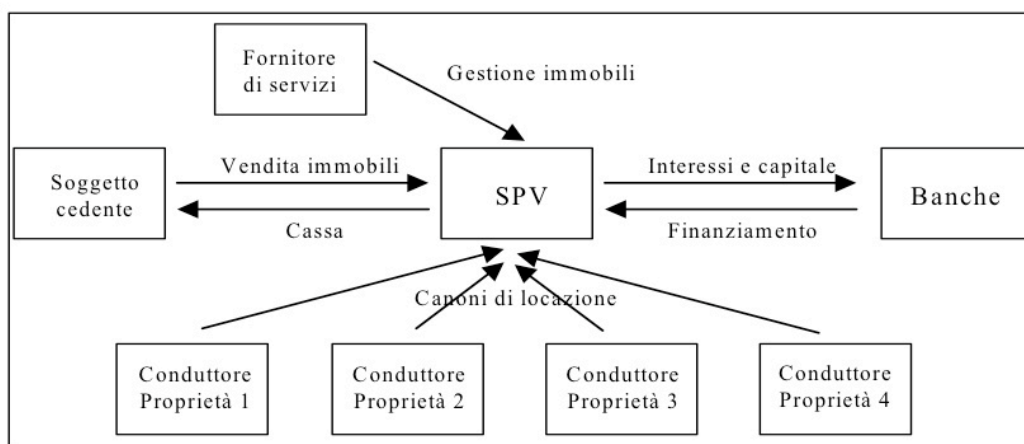 Fornitore
di servizi
Gestione immobili
Soggetto
cedente
Vendita immobili
Cassa
SPV
Interessi e capitale
Finanziamento
Banche
Canoni di locazione
Conduttore
Proprietà 1
Conduttore
Proprietà 2
Conduttore
Proprietà 3
Conduttore
Proprietà 4